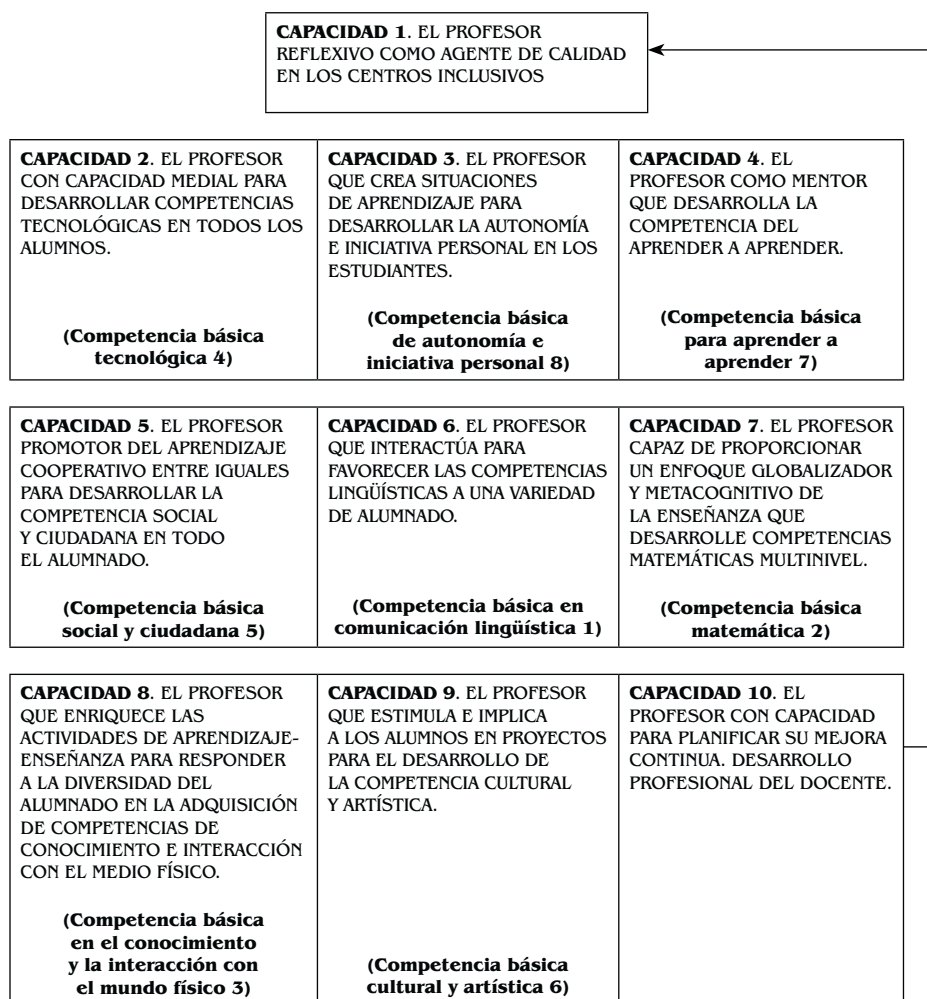 CAPACIDAD 1. EL PROFESOR
REFLEXIVO COMO AGENTE DE CALIDAD
EN LOS CENTROS INCLUSIVOS
CAPACIDAD 2. EL PROFESOR
CON CAPACIDAD MEDIAL PARA
DESARROLLAR COMPETENCIAS
TECNOLÓGICAS EN TODOS LOS
ALUMNOS.
(Competencia básica
tecnológica 4)
CAPACIDAD 3. EL PROFESOR
QUE CREA SITUACIONES
DE APRENDIZAJE PARA
DESARROLLAR LA AUTONOMÍA
E INICIATIVA PERSONAL EN LOS
ESTUDIANTES.
(Competencia básica
de autonomía e
iniciativa personal 8)
CAPACIDAD 4. EL
PROFESOR COMO MENTOR
QUE DESARROLLA LA
COMPETENCIA DEL
APRENDER A APRENDER.
(Competencia básica
para aprender a
aprender 7)
CAPACIDAD 5. EL PROFESOR
PROMOTOR DEL APRENDIZAJE
COOPERATIVO ENTRE IGUALES
PARA DESARROLLAR LA
COMPETENCIA SOCIAL
Y CIUDADANA EN TODO
EL ALUMNADO.
(Competencia básica
social y ciudadana 5)
CAPACIDAD 6. EL PROFESOR
QUE INTERACTÚA PARA
FAVORECER LAS COMPETENCIAS
LINGÜÍSTICAS A UNA VARIEDAD
DE ALUMNADO.
(Competencia básica en
comunicación lingüística 1)
CAPACIDAD 7. EL PROFESOR
CAPAZ DE PROPORCIONAR
UN ENFOQUE GLOBALIZADOR
Y METACOGNITIVO DE
LA ENSEÑANZA QUE
DESARROLLE COMPETENCIAS
MATEMÁTICAS MULTINIVEL.
(Competencia básica
matemática 2)
CAPACIDAD 8. EL PROFESOR
QUE ENRIQUECE LAS
ACTIVIDADES DE APRENDIZAJE-
ENSEÑANZA PARA RESPONDER
A LA DIVERSIDAD DEL
ALUMNADO EN LA ADQUISICIÓN
DE COMPETENCIAS DE
CONOCIMIENTO E INTERACCIÓN
CON EL MEDIO FÍSICO.
(Competencia básica
en el conocimiento
y la interacción con
el mundo físico 3)
CAPACIDAD 9. EL PROFESOR
QUE ESTIMULA E IMPLICA
A LOS ALUMNOS EN PROYECTOS
PARA EL DESARROLLO DE
LA COMPETENCIA CULTURAL
Y ARTÍSTICA.
(Competencia básica
cultural y artística 6)
CAPACIDAD 10. EL
PROFESOR CON CAPACIDAD
PARA PLANIFICAR SU MEJORA
CONTINUA. DESARROLLO
PROFESIONAL DEL DOCENTE.